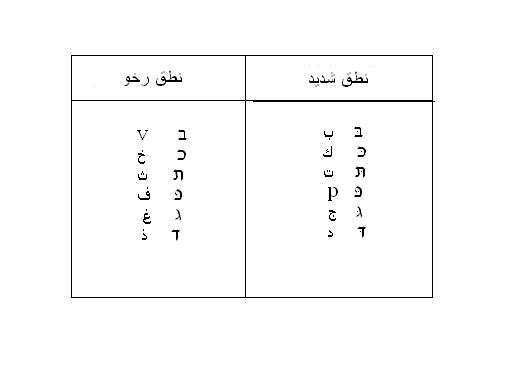 نطق شديد	نطق رخو
בּ ب	ב V
כּ ك	כ خ
תּ ت	ת ث
פּ p	פ ف
גּ ج	ג غ
דּ د	ד ذ